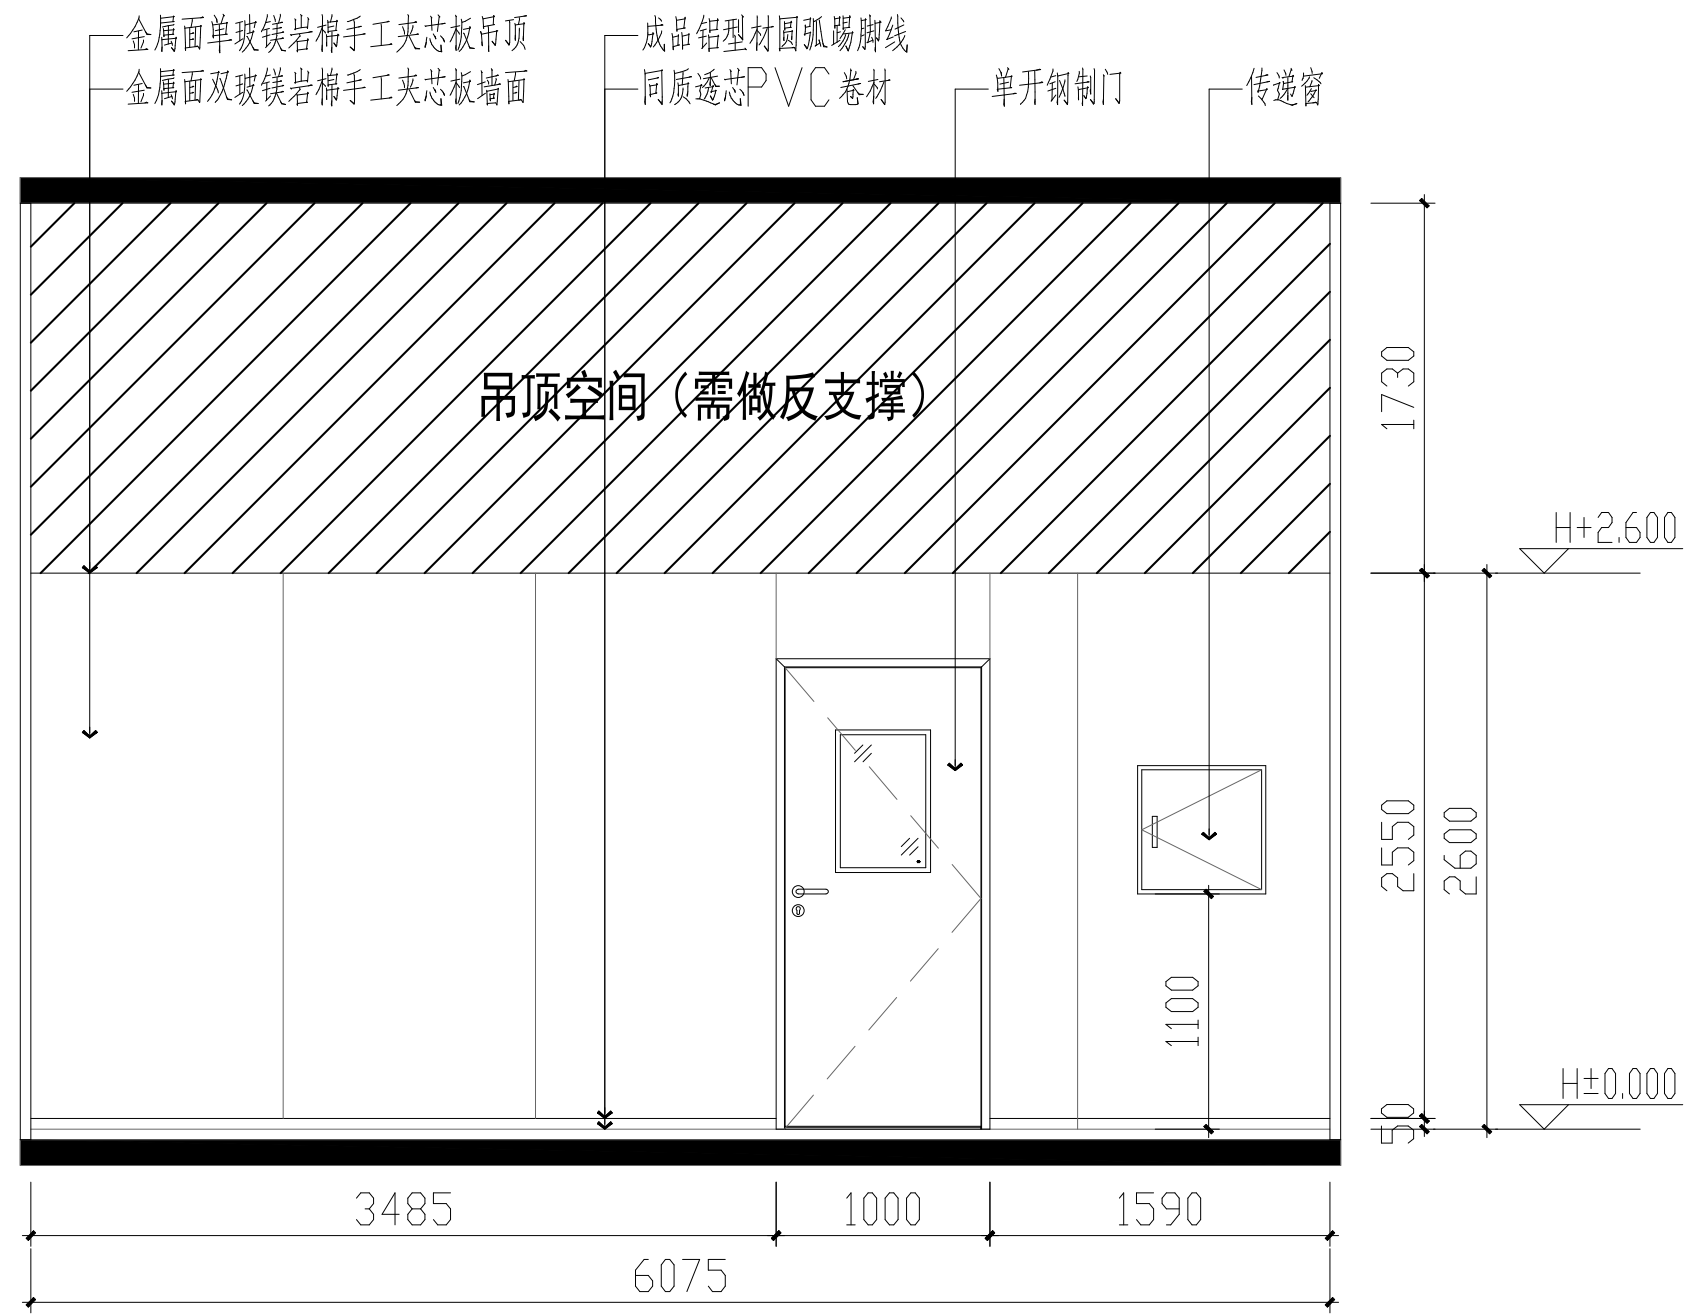 金属面单玻镁岩棉手工夹芯板吊顶
金属面双玻镁岩棉手工夹芯板墙面
成品铝型材圆弧踢脚线
同质透芯PVC卷材
单开钢制门
传递窗
吊顶空间（需做反支撑）
1730
H+2.600
2550
2600
1100
H±0.000
50
3485
1000
1590
6075